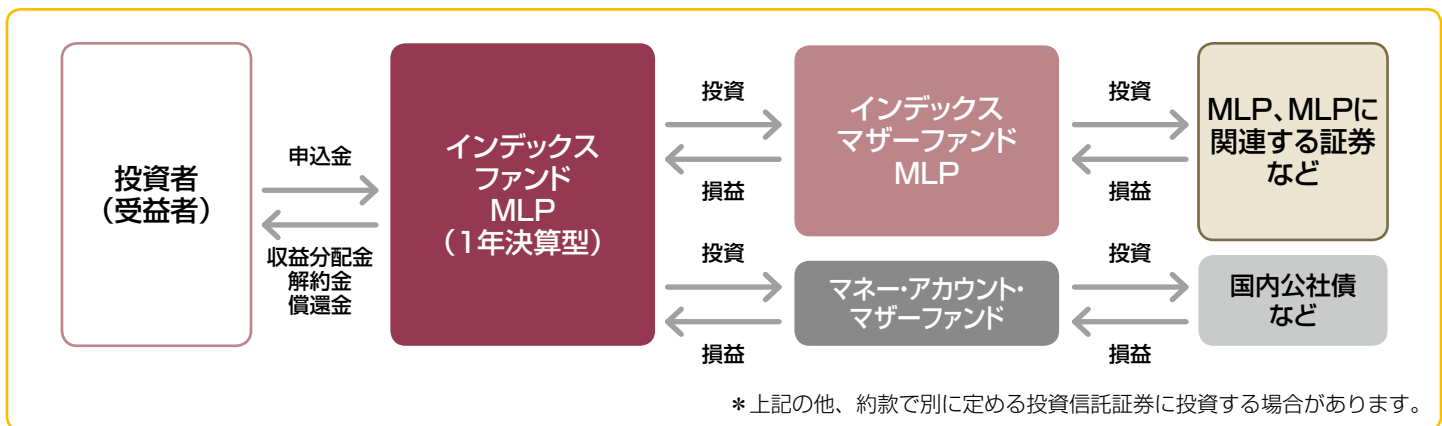 投資者
（受益者）
申込金
収益分配金
解約金
償還金
インデックス
ファンド
MLP
（1年決算型）
投資
損益
インデックス
マザーファンド
MLP
投資
損益
MLP、MLPに
関連する証券
など
投資
損益
マネー・アカウント・
マザーファンド
投資
損益
国内公社債
など
＊上記の他、約款で別に定める投資信託証券に投資する場合があります。